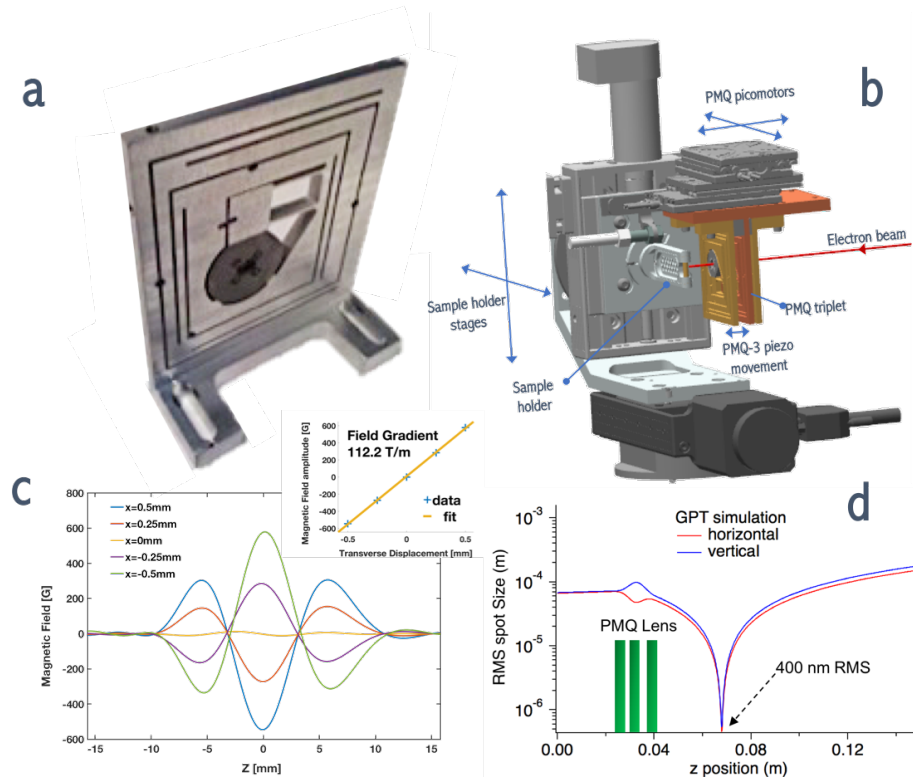 a
b
PMQ picomotors
Electron beam
Sample holder
stages
PMQ triplet
PMQ-3 piezo
movement
Sample
holder
c
Magnetic Field [G]
800
600
400
200
0
-200
-400
-600
-15
-10
-5
0
5
10
15
Z [mm]
x=0.5mm
x=0.25mm
x=0mm
x=-0.25mm
x=-0.5mm
Magnetic Field amplitude [G]
600
400
200
0
-200
-400
-600
Field Gradient
112.2 T/m
data
fit
-0.5
0
0.5
Transverse Displacement [mm]
d
GPT simulation
horizontal
vertical
RMS spot Size (m)
10-3
10-4
10-5
10-6
PMQ Lens
400 nm RMS
0.00
0.04
0.08
0.12
z position (m)